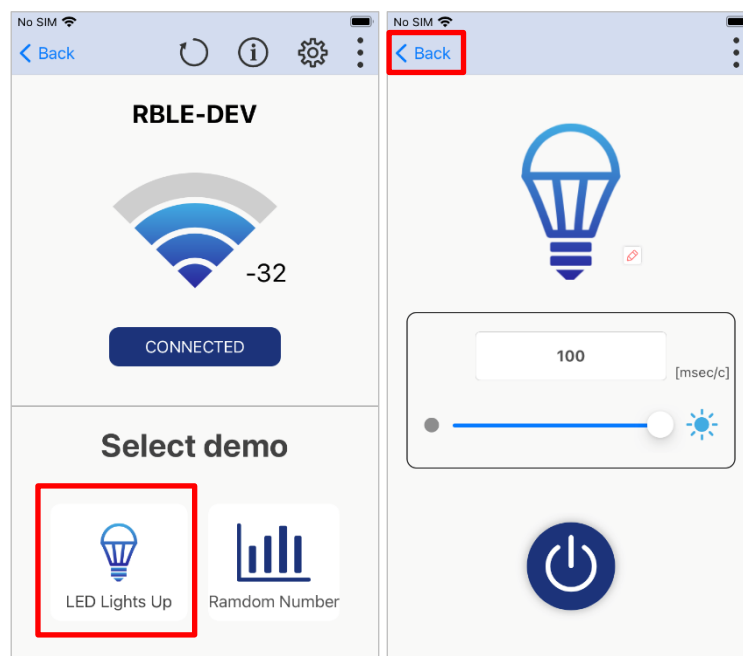 No SIM
Back
RBLE-DEV
-32
CONNECTED
Select demo
LED Lights Up
Ramdom Number
No SIM
Back
100
[msec/c]